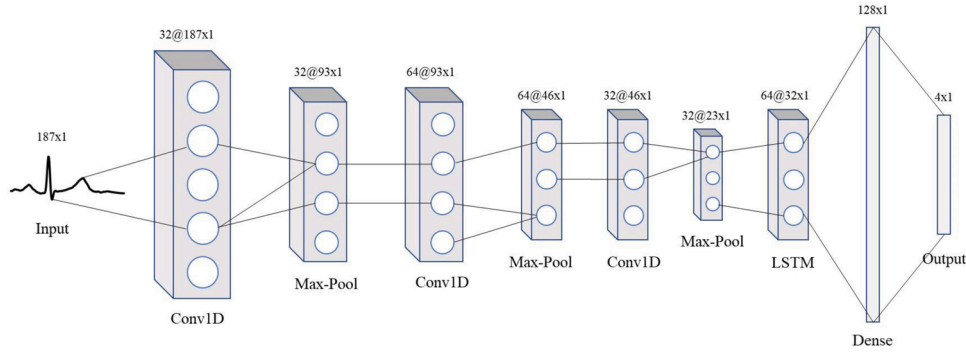 187x1
Input
32@187x1
Conv1D
32@93x1
Max-Pool
64@93x1
Conv1D
64@46x1
Max-Pool
32@46x1
Conv1D
32@23x1
Max-Pool
64@32x1
LSTM
128x1
Dense
4x1
Output